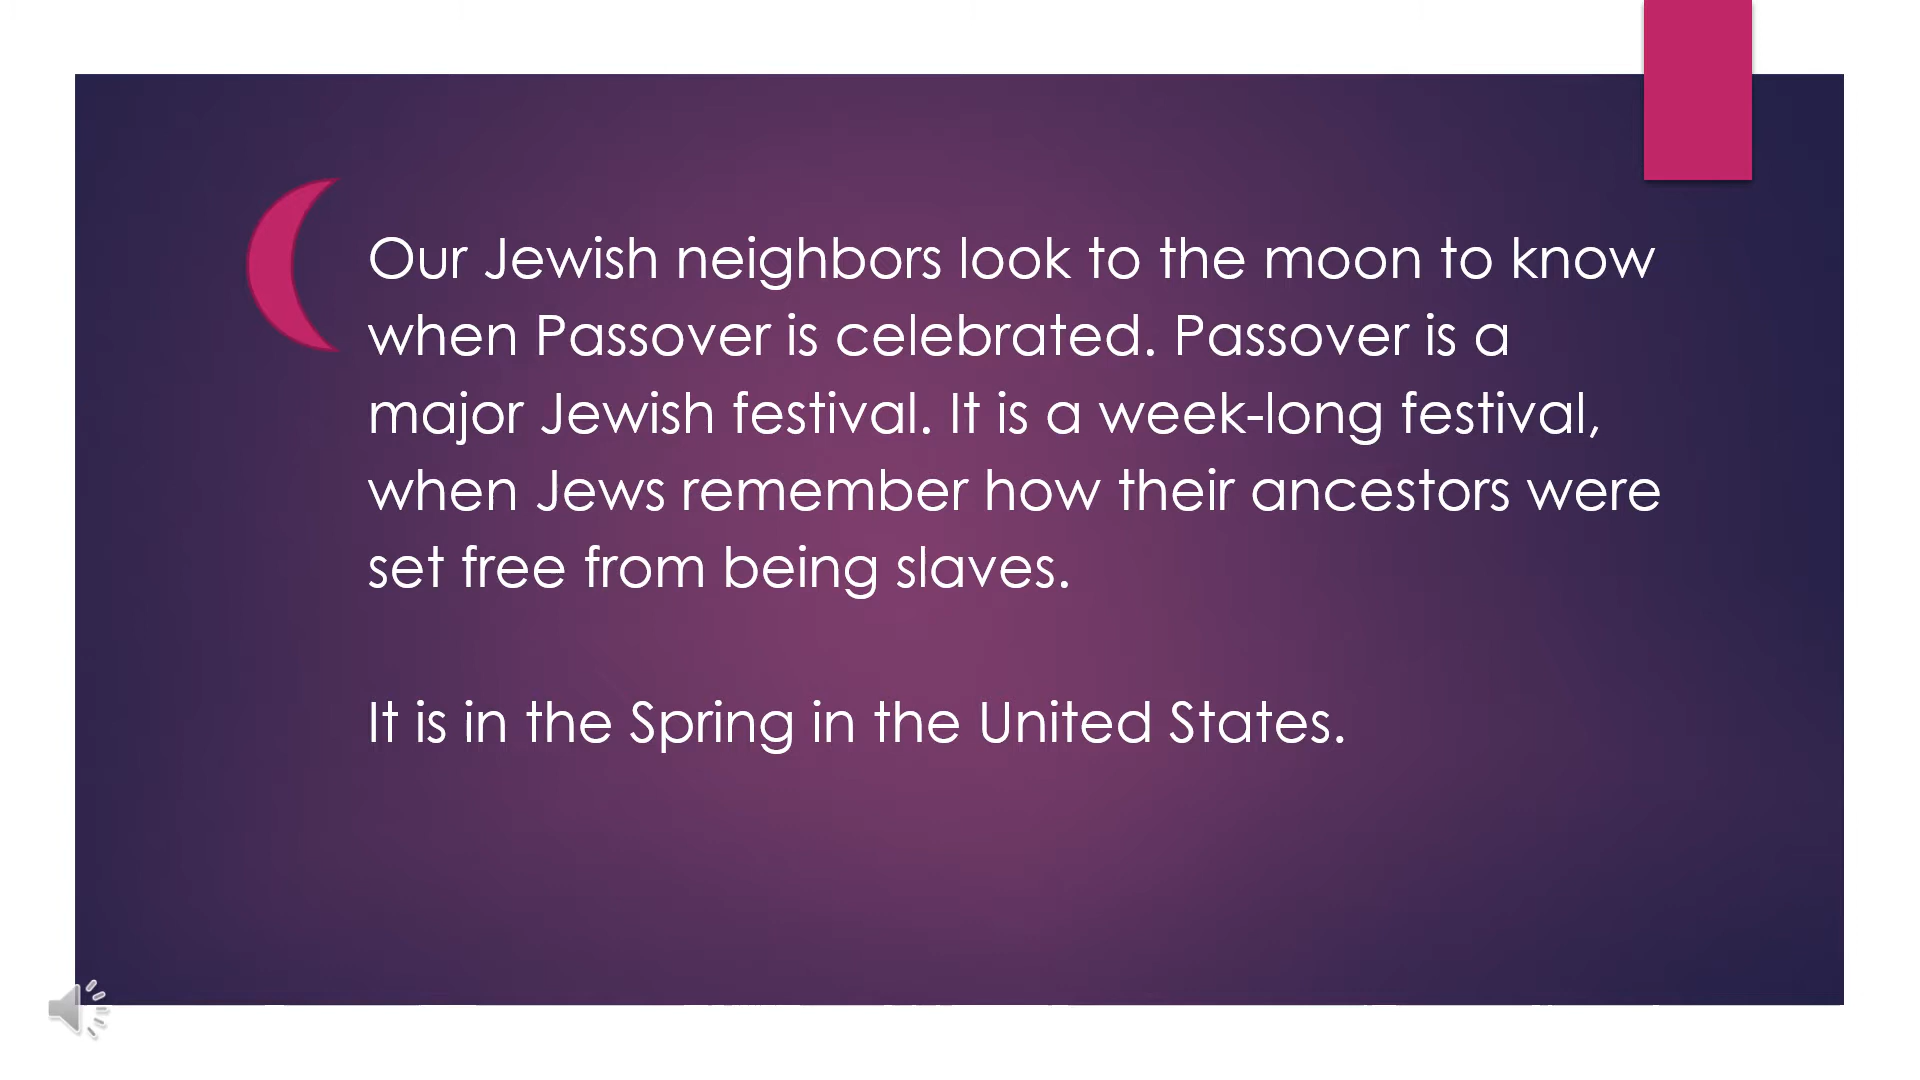 Our Jewish neighbors look to the moon to know
when Passover is celebrated. Passover is a
major Jewish festival. It is a week-long festival,
when Jews remember how their ancestors were
set free from being slaves.
It is in the Spring in the United States.